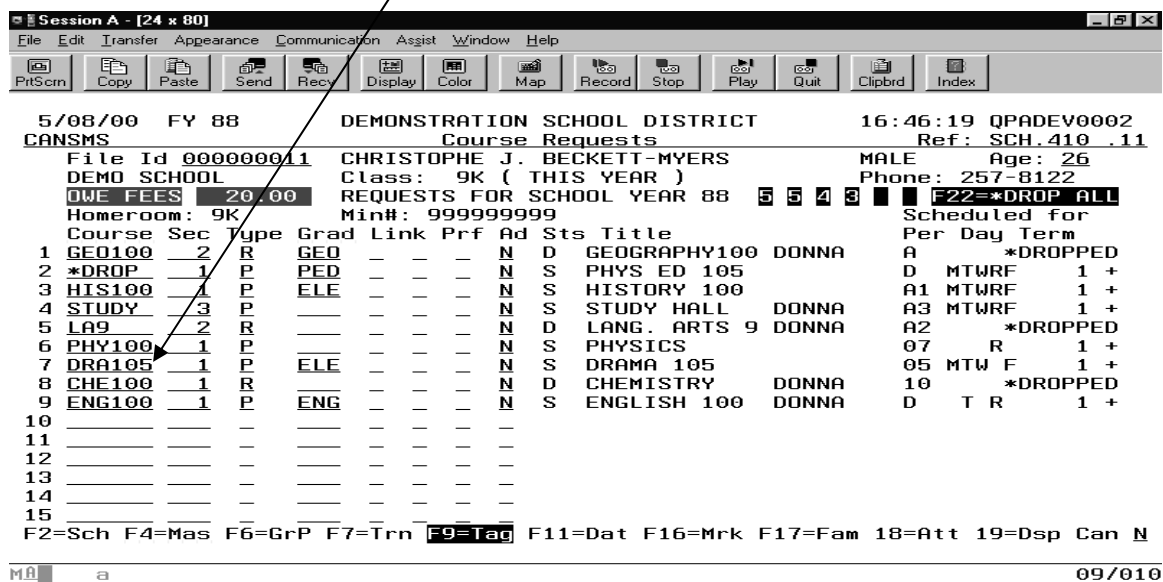 Session A - [24 x 80]
File Edit Transfer Appearance Communication Assist Window Help
PrtScrn Copy Paste Send Recv Display Color Map Record Stop Play Quit Clipbrd Index
5/08/00 FY 88 DEMONSTRATION SCHOOL DISTRICT 16:46:19 QPADEV0002
CANSMS Course Requests Ref: SCH.410 .11
File Id 000000011 CHRISTOPHE J. BECKETT-MYERS MALE Age: 26
DEMO SCHOOL Class: 9K ( THIS YEAR ) Phone: 257-8122
OWE FEES 20.00 REQUESTS FOR SCHOOL YEAR 88 5 5 4 3 F22=*DROP ALL
Homeroom: 9K Min#: 999999999 Scheduled for
Course Sec Type Grad Link Prf Ad Sts Title Per Day Term
1 GEO100 2 R GEO _ _ _ N D GEOGRAPHY100 DONNA A *DROPPED
2 *DROP 1 P PED _ _ _ N S PHYS ED 105 D MTWRF 1 +
3 HIS100 1 P ELE _ _ _ N S HISTORY 100 A1 MTWRF 1 +
4 STUDY 3 P ___ _ _ _ N S STUDY HALL DONNA A3 MTWRF 1 +
5 LA9 2 R ___ _ _ _ N D LANG. ARTS 9 DONNA A2 *DROPPED
6 PHY100 1 P ___ _ _ _ N S PHYSICS 07 R 1 +
7 DRA105 1 P ELE _ _ _ N S DRAMA 105 05 MTW F 1 +
8 CHE100 1 R ___ _ _ _ N D CHEMISTRY DONNA 10 *DROPPED
9 ENG100 1 P ENG _ _ _ N S ENGLISH 100 DONNA D T R 1 +
10
11
12
13
14
15
F2=Sch F4=Mas F6=GrP F7=Trn F9=Tag F11=Dat F16=Mrk F17=Fam 18=Att 19=Dsp Can N
MA a 09/010